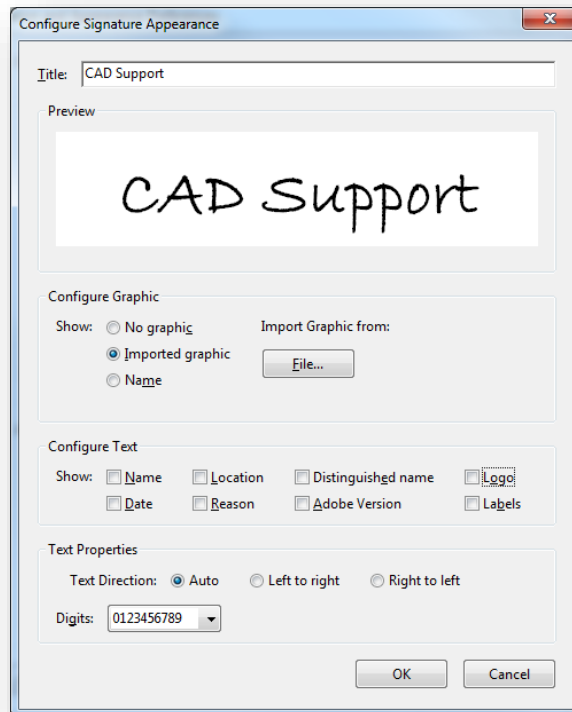 Configure Signature Appearance
Title: CAD Support
Preview
CAD Support
Configure Graphic
Show: No graphic Import Graphic from:
Imported graphic File...
Name
Configure Text
Show: Name Location Distinguished name Logo
Date Reason Adobe Version Labels
Text Properties
Text Direction: Auto Left to right Right to left
Digits: 0123456789
OK Cancel